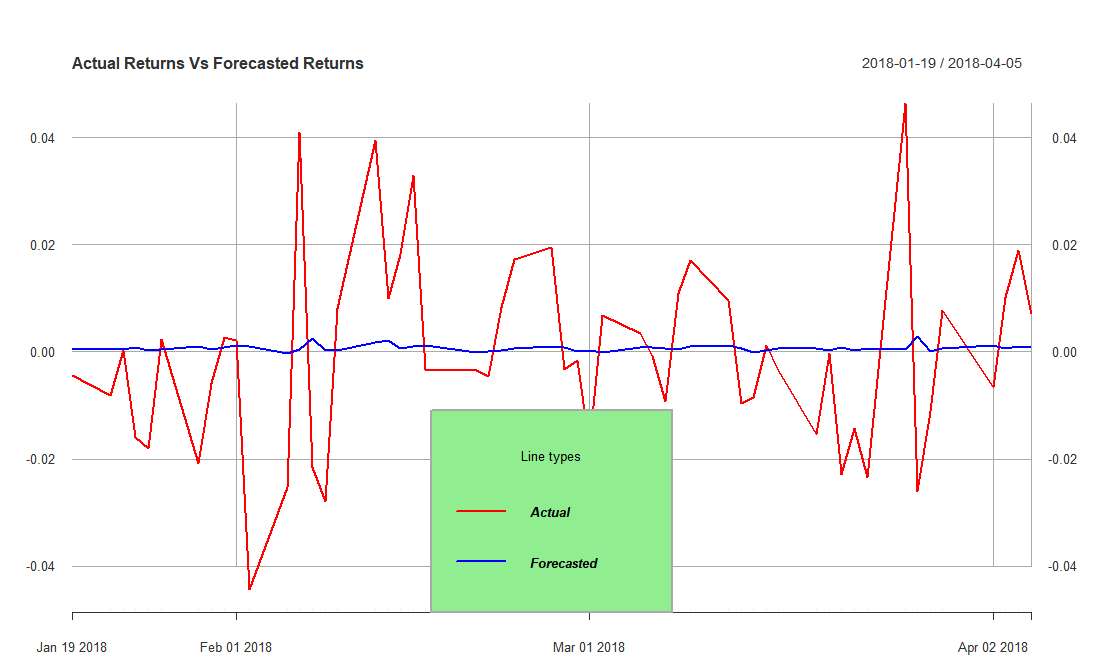 Actual Returns Vs Forecasted Returns 2018-01-19 / 2018-04-05
0.04 0.04
0.02 0.02
0.00 0.00
-0.02 -0.02
-0.04 -0.04
Line types
Actual
Forecasted
Jan 19 2018 Feb 01 2018 Mar 01 2018 Apr 02 2018